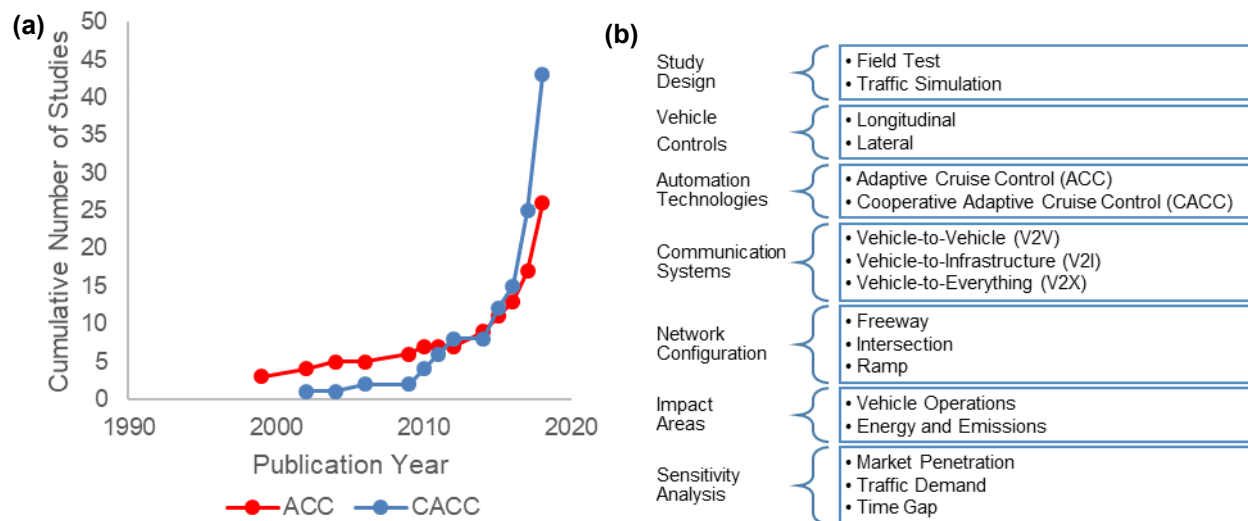 (a)
50
45
40
35
30
25
20
15
10
5
0
Cumulative Number of Studies
1990
2000
2010
2020
Publication Year
ACC
CACC
(b)
Study
Design
• Field Test
• Traffic Simulation
Vehicle
Controls
• Longitudinal
• Lateral
Automation
Technologies
• Adaptive Cruise Control (ACC)
• Cooperative Adaptive Cruise Control (CACC)
Communication
Systems
• Vehicle-to-Vehicle (V2V)
• Vehicle-to-Infrastructure (V2I)
• Vehicle-to-Everything (V2X)
Network
Configuration
• Freeway
• Intersection
• Ramp
Impact
Areas
• Vehicle Operations
• Energy and Emissions
Sensitivity
Analysis
• Market Penetration
• Traffic Demand
• Time Gap